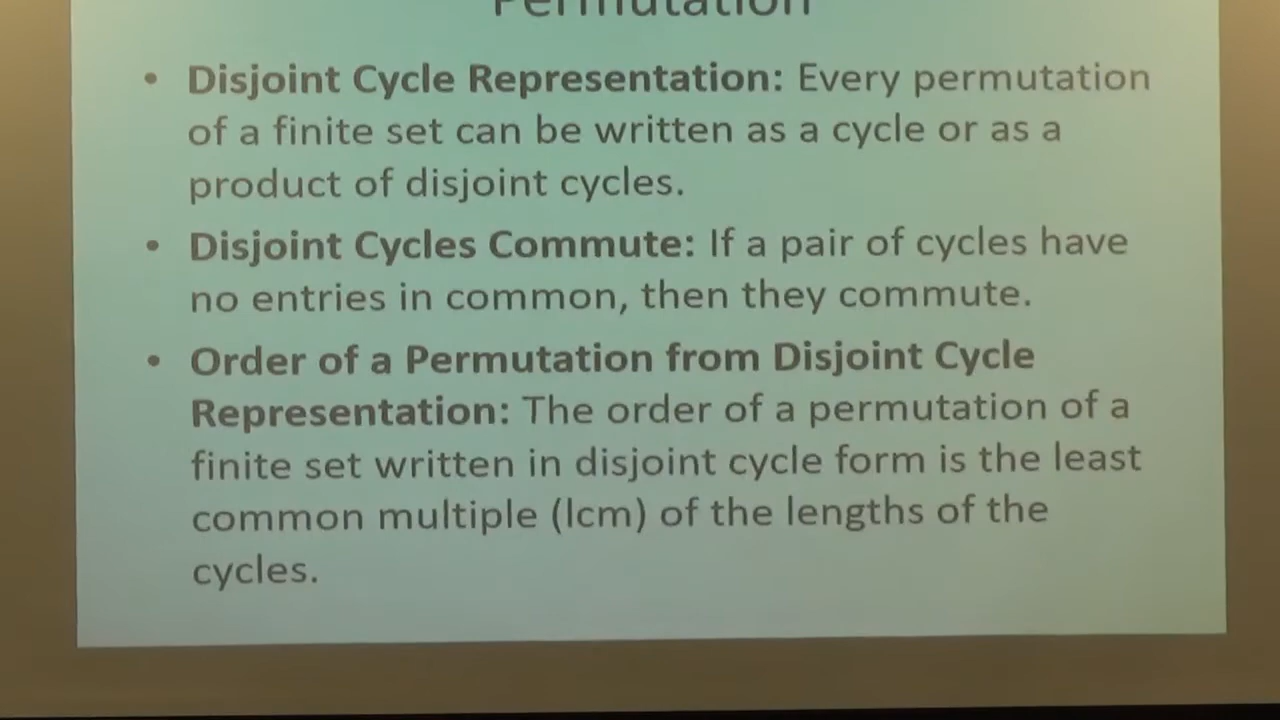 Permutation
• Disjoint Cycle Representation: Every permutation
of a finite set can be written as a cycle or as a
product of disjoint cycles.
• Disjoint Cycles Commute: If a pair of cycles have
no entries in common, then they commute.
• Order of a Permutation from Disjoint Cycle
Representation: The order of a permutation of a
finite set written in disjoint cycle form is the least
common multiple (lcm) of the lengths of the
cycles.